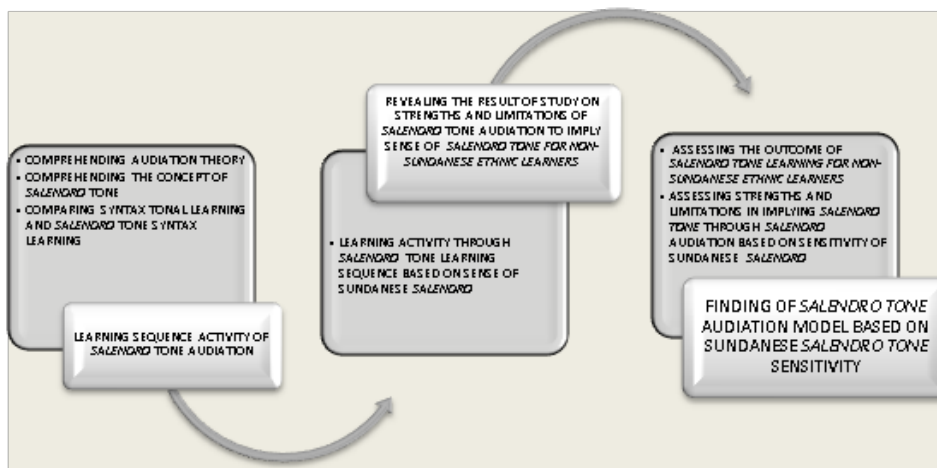 • COMPREHENDING AUDIATION THEORY
• COMPREHENDING THE CONCEPT OF
SALENDRO TONE
• COMPARING SYNTAX TONAL LEARNING
AND SALENDRO TONE SYNTAX
LEARNING
LEARNING SEQUENCE ACTIVITY OF
SALENDRO TONE AUDIATION
REVEALING THE RESULT OF STUDY ON
STRENGTHS AND LIMITATIONS OF
SALENDRO TONE AUDIATION TO IMPLY
SENSE OF SALENDRO TONE FOR NON-
SUNDANESE ETHNIC LEARNERS
• LEARNING ACTIVITY THROUGH
SALENDRO TONE LEARNING
SEQUENCE BASED ON SENSE OF
SUNDANESE SALENDRO
• ASSESSING THE OUTCOME OF
SALENDRO TONE LEARNING FOR NON-
SUNDANESE ETHNIC LEARNERS
• ASSESSING STRENGTHS AND
LIMITATIONS IN IMPLYING SALENDRO
TONE THROUGH SALENDRO
AUDIATION BASED ON SENSITIVITY OF
SUNDANESE SALENDRO
FINDING OF SALENDRO TONE
AUDIATION MODEL BASED ON
SUNDANESE SALENDRO TONE
SENSITIVITY